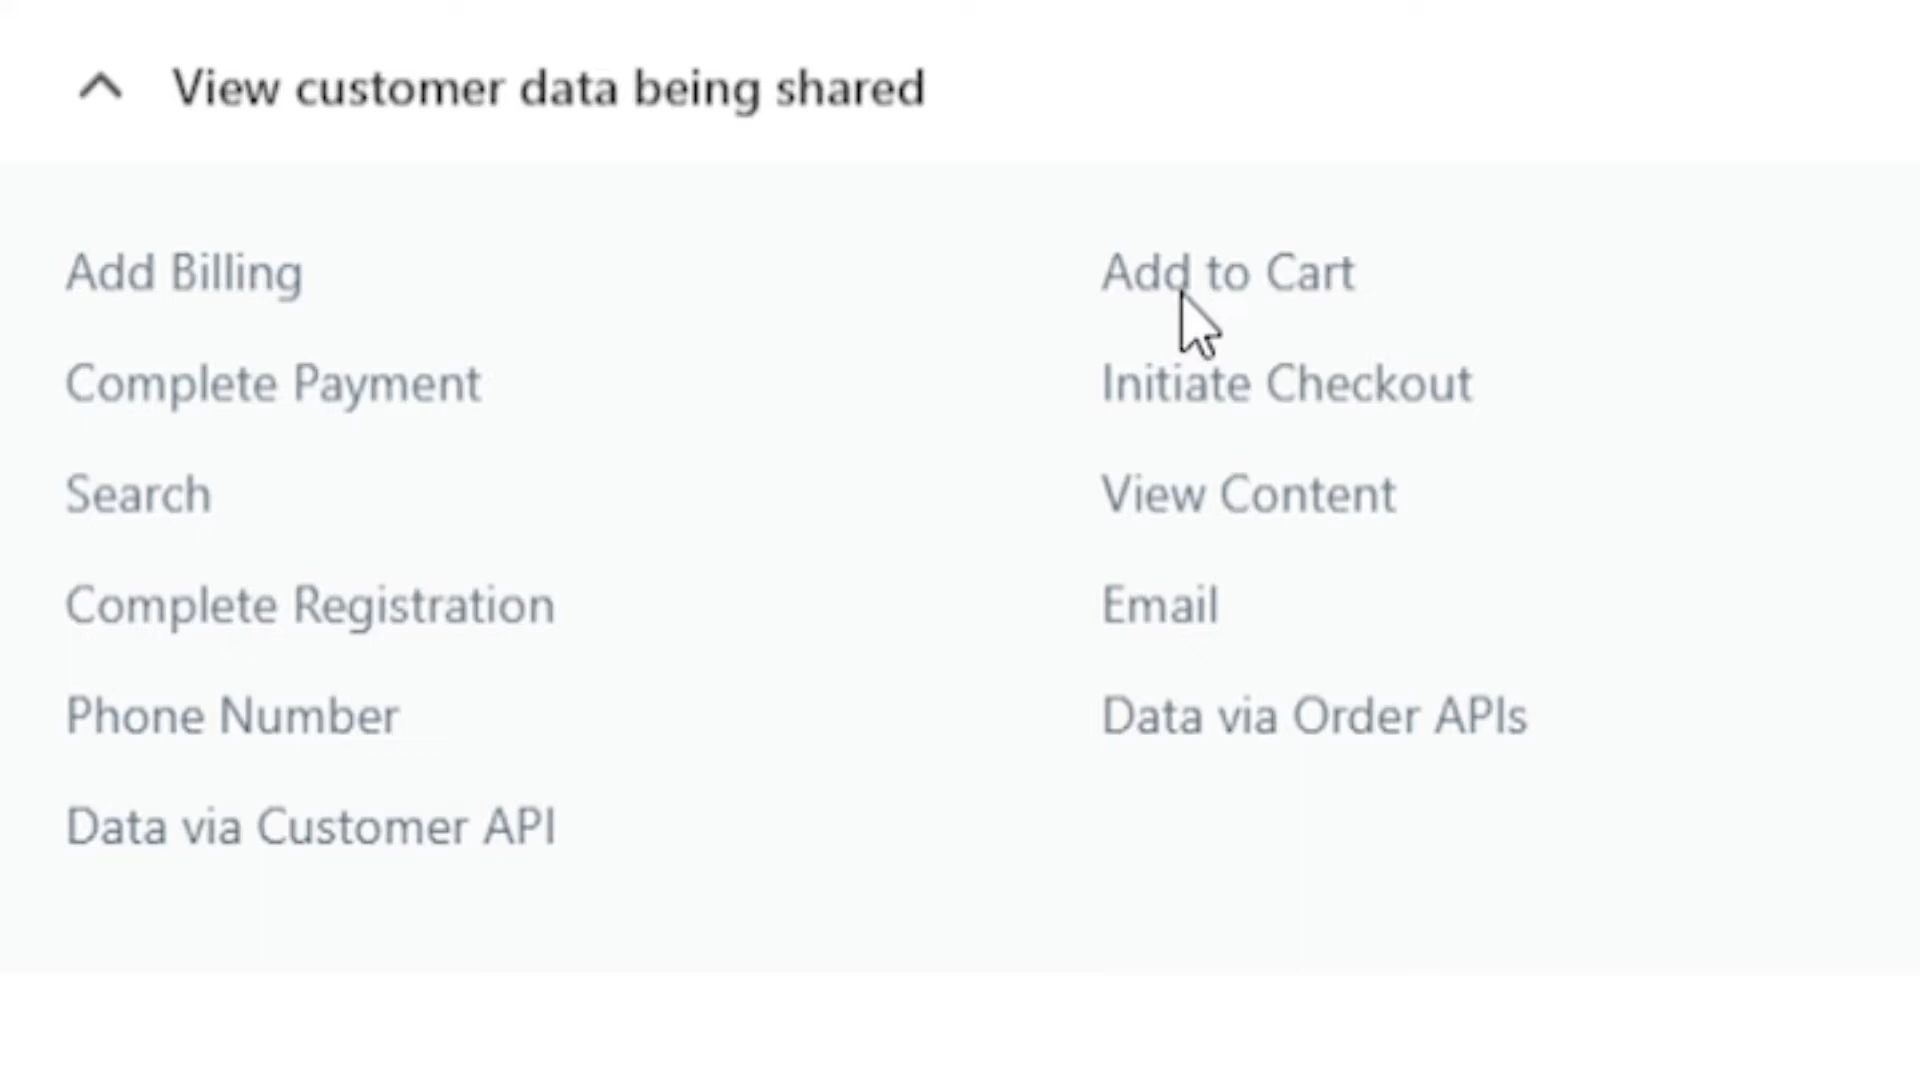 View customer data being shared
Add Billing
Add to Cart
Complete Payment
Initiate Checkout
Search
View Content
Complete Registration
Email
Phone Number
Data via Order APIs
Data via Customer API